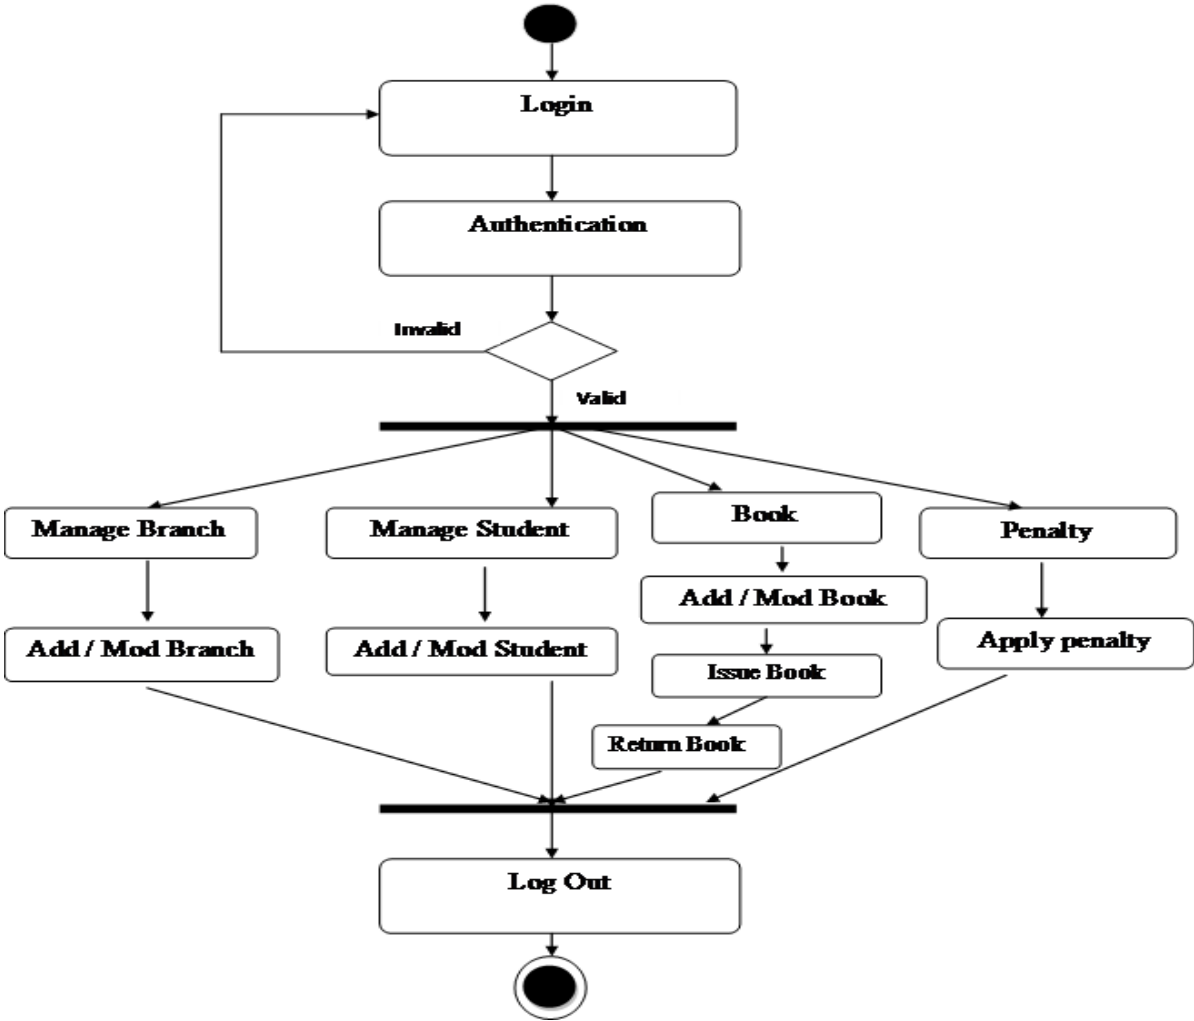 Login
Authentication
Invalid
Valid
Manage Branch
Manage Student
Book
Penalty
Add / Mod Branch
Add / Mod Student
Add / Mod Book
Apply penalty
Issue Book
Return Book
Log Out